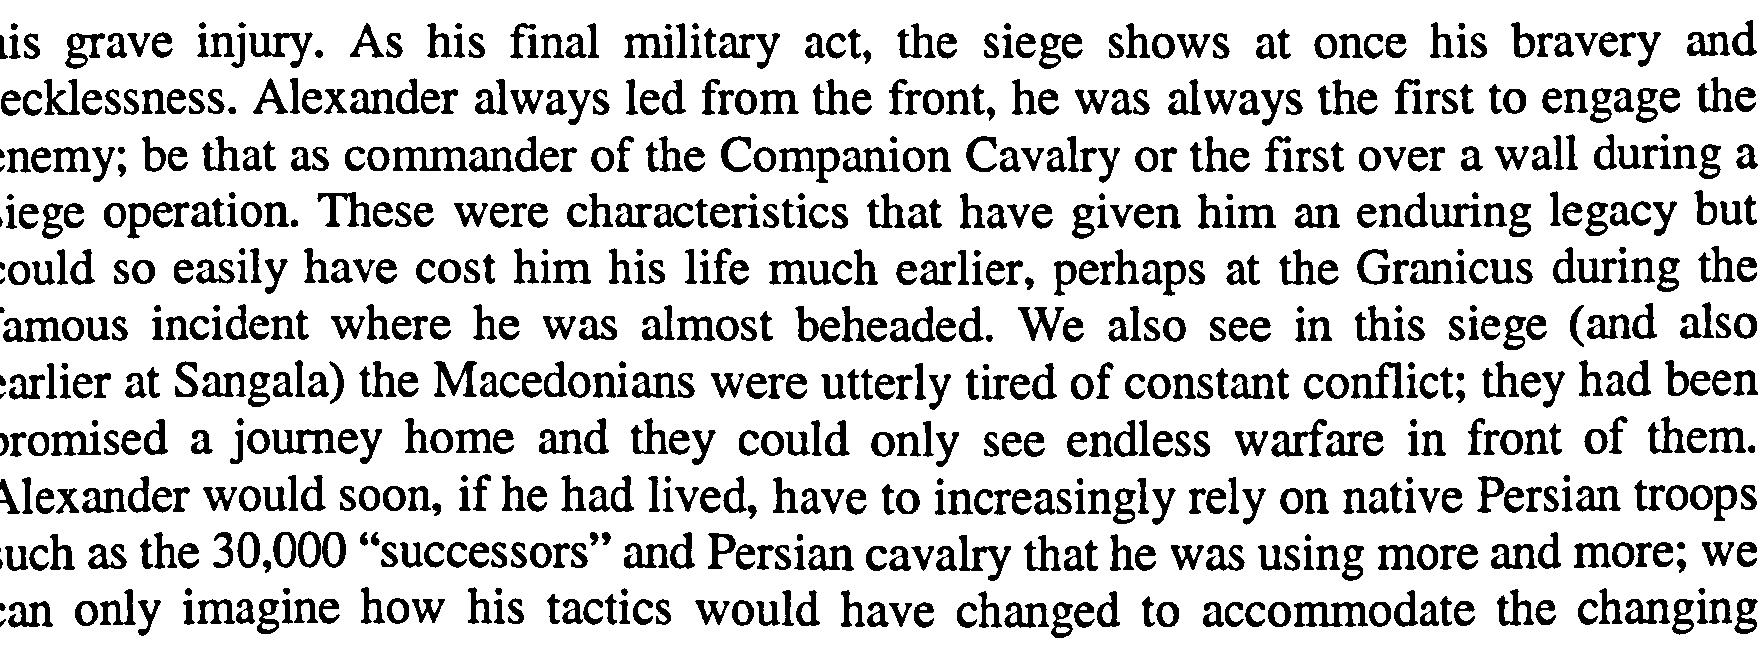 his grave injury. As his final military act, the siege shows at once his bravery and
recklessness. Alexander always led from the front, he was always the first to engage the
enemy; be that as commander of the Companion Cavalry or the first over a wall during a
siege operation. These were characteristics that have given him an enduring legacy but
could so easily have cost him his life much earlier, perhaps at the Granicus during the
famous incident where he was almost beheaded. We also see in this siege (and also
earlier at Sangala) the Macedonians were utterly tired of constant conflict; they had been
promised a journey home and they could only see endless warfare in front of them.
Alexander would soon, if he had lived, have to increasingly rely on native Persian troops
such as the 30,000 “successors” and Persian cavalry that he was using more and more; we
can only imagine how his tactics would have changed to accommodate the changing